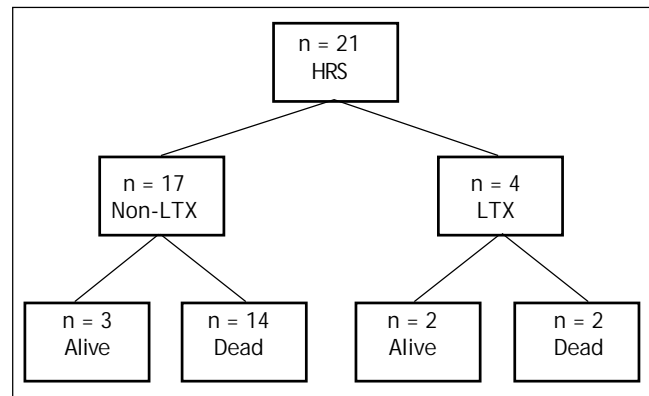 n = 21
HRS
n = 17
Non-LTX
n = 4
LTX
n = 3
Alive
n = 14
Dead
n = 2
Alive
n = 2
Dead